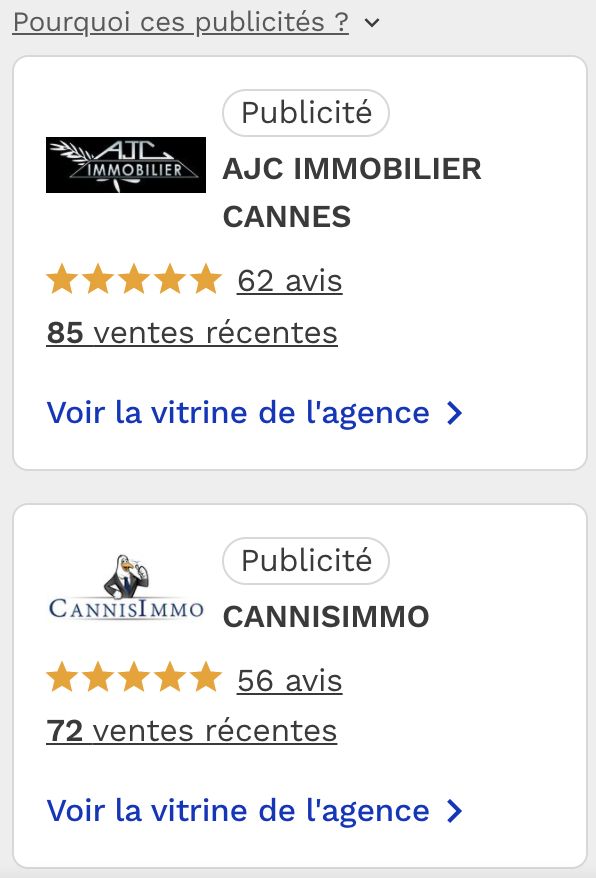 Pourquoi ces publicités ?
Publicité
AJC
IMMOBILIER
AJC IMMOBILIER
CANNES
62 avis
85 ventes récentes
Voir la vitrine de l'agence
Publicité
CANNISIMMO
CANNISIMMO
56 avis
72 ventes récentes
Voir la vitrine de l'agence